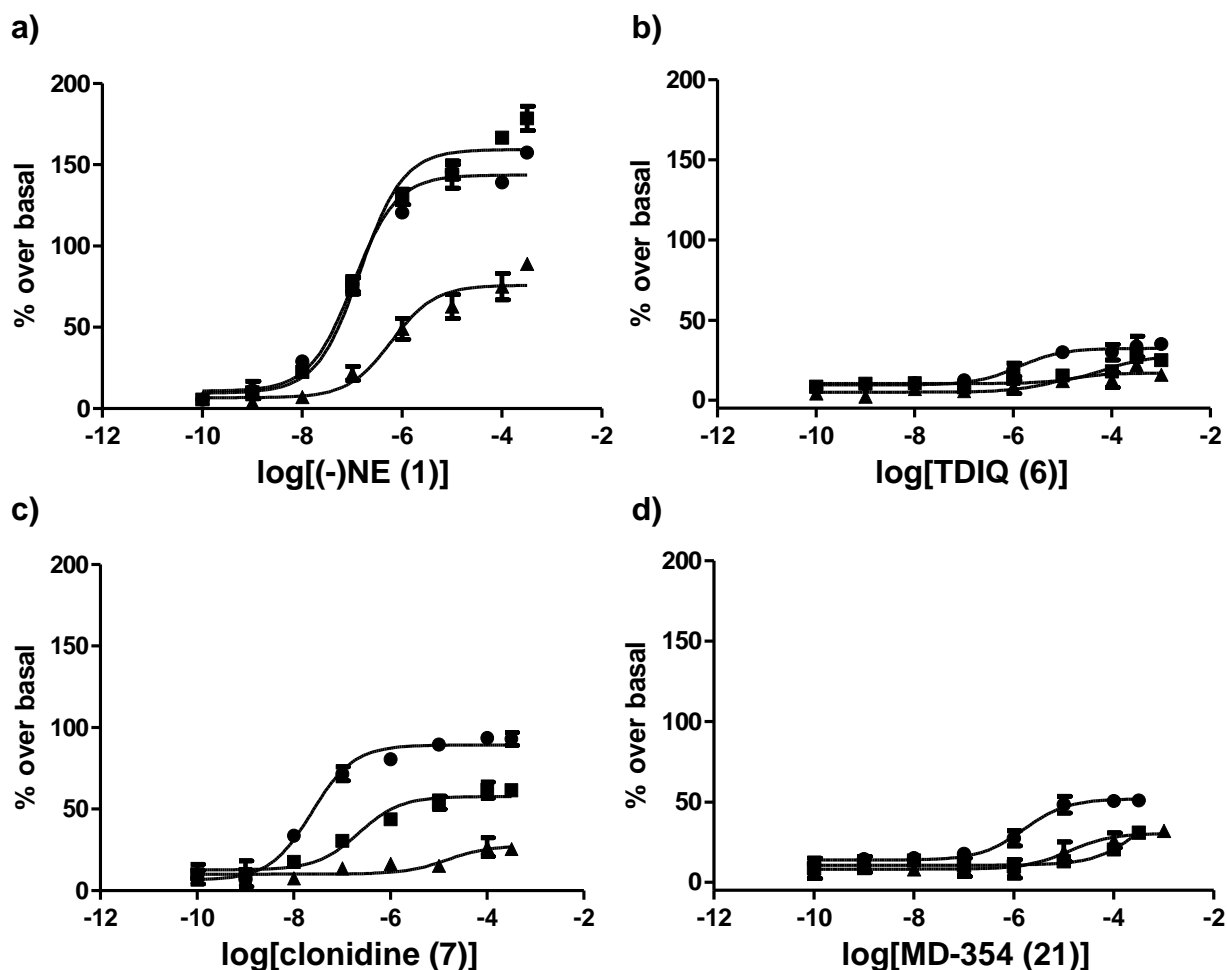 a)
200
150
100
50
0
% over basal
-12 -10 -8 -6 -4 -2
log[(-)NE (1)]
b)
200
150
100
50
0
% over basal
-12 -10 -8 -6 -4 -2
log[TDIQ (6)]
c)
200
150
100
50
0
% over basal
-12 -10 -8 -6 -4 -2
log[clonidine (7)]
d)
200
150
100
50
0
% over basal
-12 -10 -8 -6 -4 -2
log[MD-354 (21)]